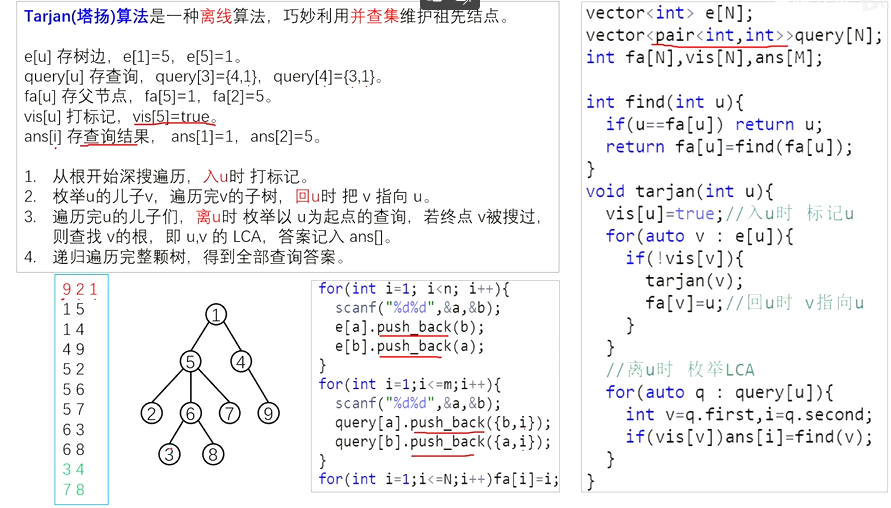 Tarjan(塔扬)算法是一种离线算法，巧妙利用并查集维护祖先结点。
e[u] 存树边，e[1]=5，e[5]=1。
query[u] 存查询，query[3]={4,1}，query[4]={3,1}。
fa[u] 存父节点，fa[5]=1，fa[2]=5。
vis[u] 打标记，vis[5]=true。
ans[i] 存查询结果， ans[1]=1，ans[2]=5。
1. 从根开始深搜遍历，入u时 打标记。
2. 枚举u的儿子v，遍历完v的子树，回u时 把 v 指向 u。
3. 遍历完u的儿子们，离u时 枚举以 u为起点的查询，若终点 v被搜过，
则查找 v的根，即 u,v 的 LCA，答案记入 ans[]。
4. 递归遍历完整颗树，得到全部查询答案。
9 2 1
1 5
1 4
4 9
5 2
5 6
5 7
6 3
6 8
3 4
7 8
1
5 4
2 6 7 9
3 8
for(int i=1; i<n; i++){
scanf("%d%d",&a,&b);
e[a].push_back(b);
e[b].push_back(a);
}
for(int i=1;i<=m;i++){
scanf("%d%d",&a,&b);
query[a].push_back({b,i});
query[b].push_back({a,i});
}
for(int i=1;i<=N;i++)fa[i]=i;
vector<int> e[N];
vector<pair<int,int>>query[N];
int fa[N],vis[N],ans[M];
int find(int u){
if(u==fa[u]) return u;
return fa[u]=find(fa[u]);
}
void tarjan(int u){
vis[u]=true;//入u时 标记u
for(auto v : e[u]){
if(!vis[v]){
tarjan(v);
fa[v]=u;//回u时 v指向u
}
}
//离u时 枚举LCA
for(auto q : query[u]){
int v=q.first,i=q.second;
if(vis[v])ans[i]=find(v);
}
}